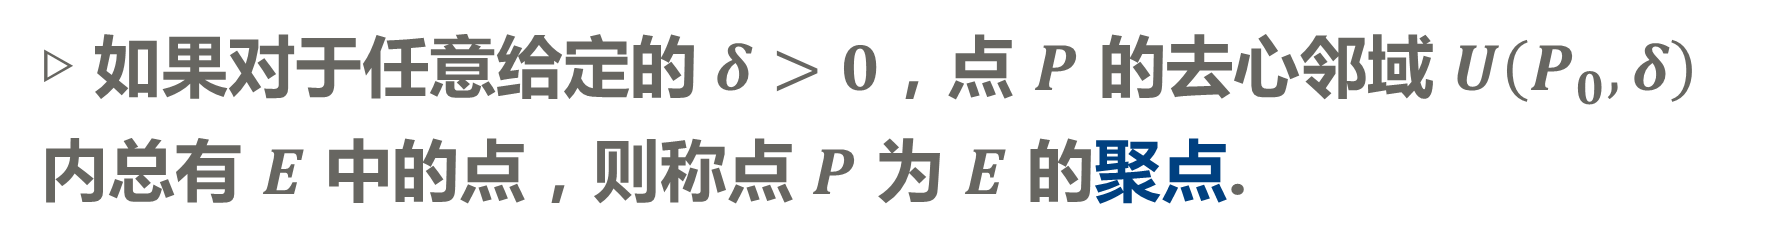 ▷ 如果对于任意给定的 δ > 0，点 P 的去心邻域 U(P₀, δ)
内总有 E 中的点，则称点 P 为 E 的聚点.